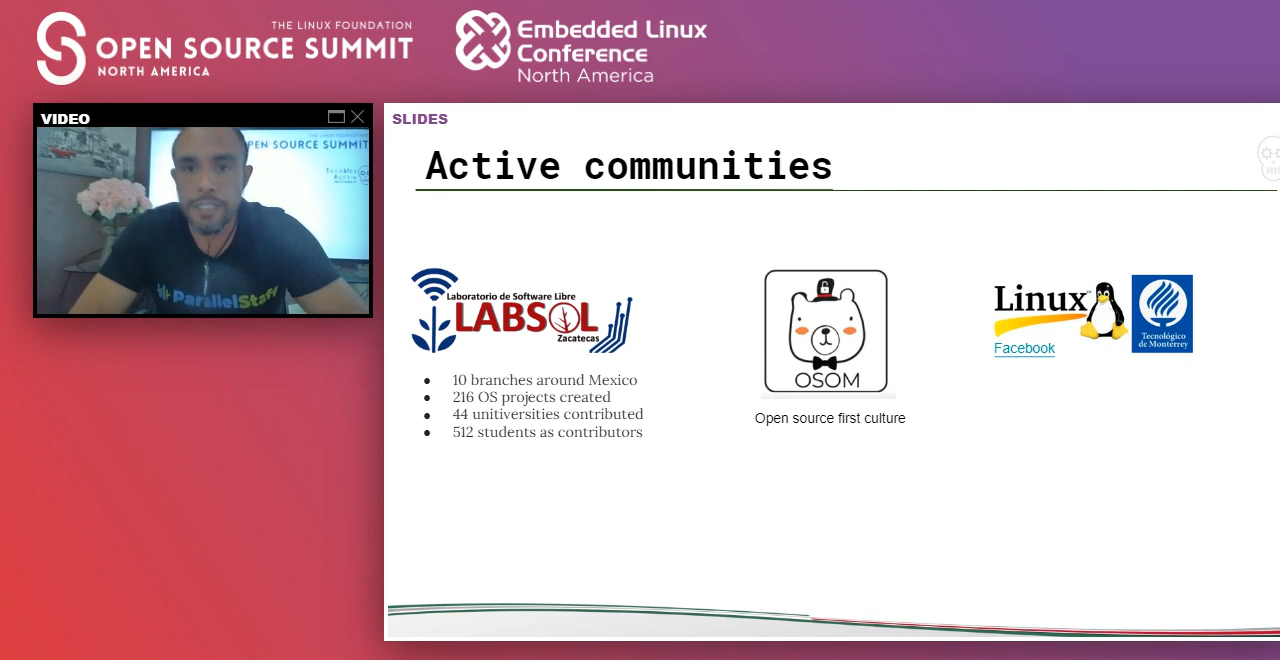 THE LINUX FOUNDATION
OPEN SOURCE SUMMIT
NORTH AMERICA
Embedded Linux
Conference
North America
VIDEO
PEN SOURCE SUMMIT
ParallelStaff
SLIDES
Active communities
Laboratorio de Software Libre
LABSOL
Zacatecas
10 branches around Mexico
216 OS projects created
44 unitiversities contributed
512 students as contributors
OSOM
Open source first culture
Linux™
Facebook
Tecnológico
de Monterrey